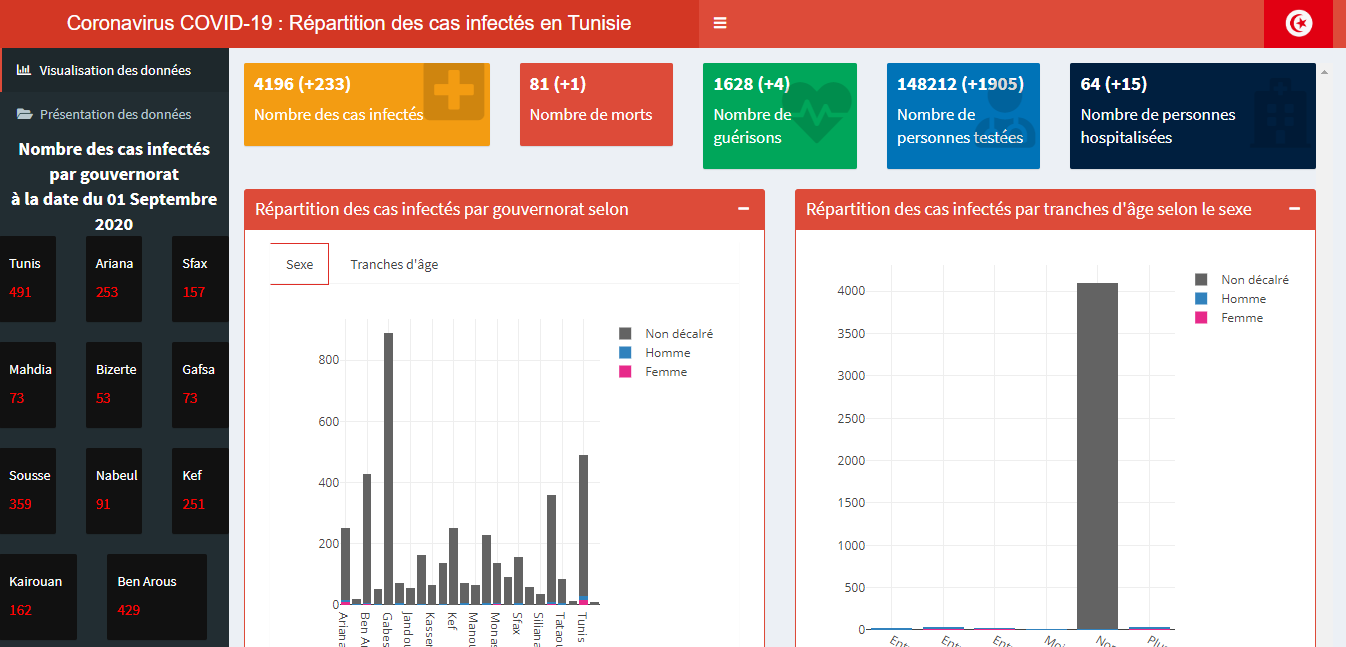 Coronavirus COVID-19 : Répartition des cas infectés en Tunisie
Visualisation des données
Présentation des données
Nombre des cas infectés
par gouvernorat
à la date du 01 Septembre
2020
Tunis
491
Ariana
253
Sfax
157
Mahdia
73
Bizerte
53
Gafsa
73
Sousse
359
Nabeul
91
Kef
251
Kairouan
162
Ben Arous
429
4196 (+233)
Nombre des cas infectés
81 (+1)
Nombre de morts
1628 (+4)
Nombre de
guérisons
148212 (+1905)
Nombre de
personnes testées
64 (+15)
Nombre de personnes
hospitalisées
Répartition des cas infectés par gouvernorat selon
Sexe
Tranches d'âge
800
600
400
200
0
Ariana
Ben A
Gabes
Jandou
Kasser
Kef
Manou
Monas
Sfax
Siliana
Tataou
Tunis
Non décalré
Homme
Femme
Répartition des cas infectés par tranches d'âge selon le sexe
4000
3500
3000
2500
2000
1500
1000
500
0
Ent
Ent
Ent
Moi
Non
Plus
Non décalré
Homme
Femme